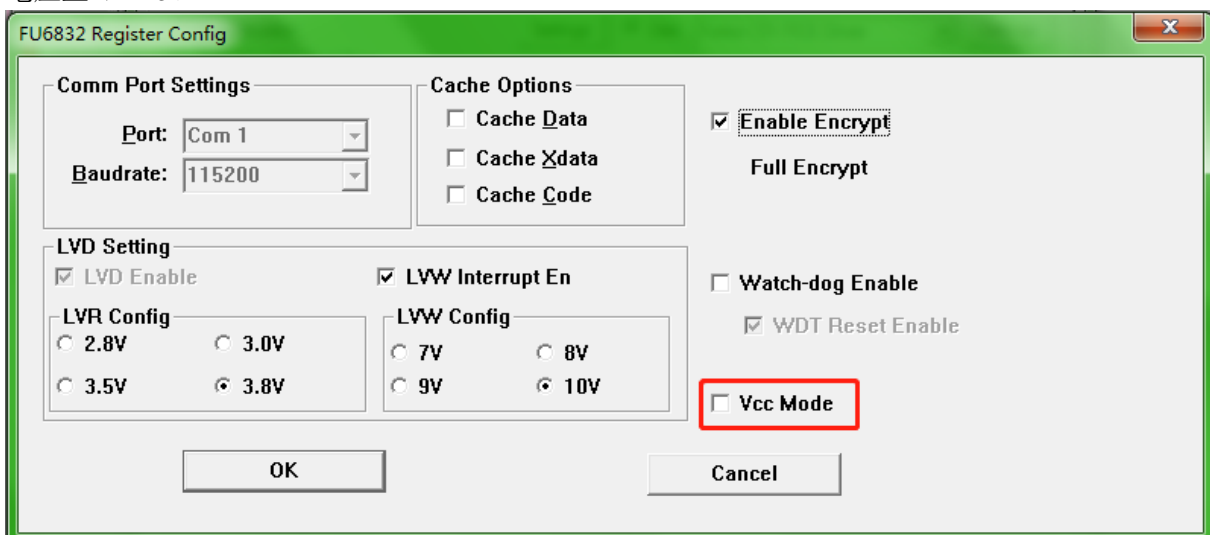 FU6832 Register Config
x
Comm Port Settings
Port: Com 1
Baudrate: 115200
Cache Options
Cache Data
Cache Xdata
Cache Code
Enable Encrypt
Full Encrypt
LVD Setting
LVD Enable
LVW Interrupt En
LVR Config
2.8V 3.0V
3.5V 3.8V
LVW Config
7V 8V
9V 10V
Watch-dog Enable
WDT Reset Enable
Vcc Mode
OK
Cancel